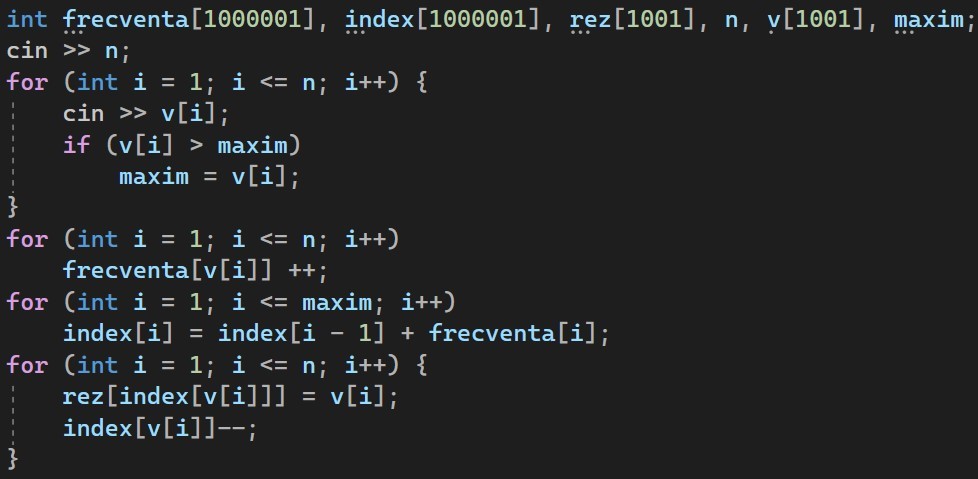 int frecventa[1000001], index[1000001], rez[1001], n, v[1001], maxim;
cin >> n;
for (int i = 1; i <= n; i++) {
    cin >> v[i];
    if (v[i] > maxim)
        maxim = v[i];
}
for (int i = 1; i <= n; i++)
    frecventa[v[i]] ++;
for (int i = 1; i <= maxim; i++)
    index[i] = index[i - 1] + frecventa[i];
for (int i = 1; i <= n; i++) {
    rez[index[v[i]]] = v[i];
    index[v[i]]--;
}